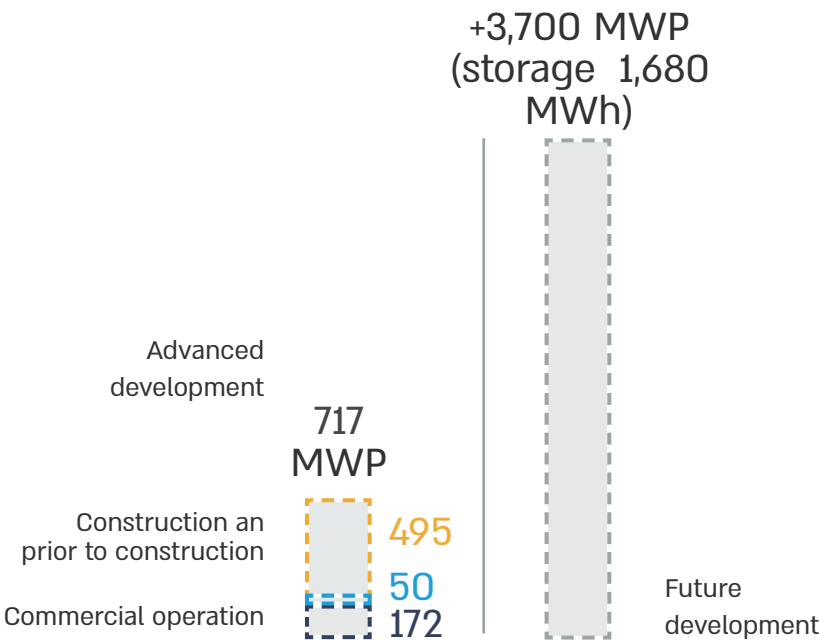 +3,700 MWP
(storage 1,680
MWh)
Advanced
development
717
MWP
Construction an
prior to construction
495
50
Commercial operation
172
Future
development